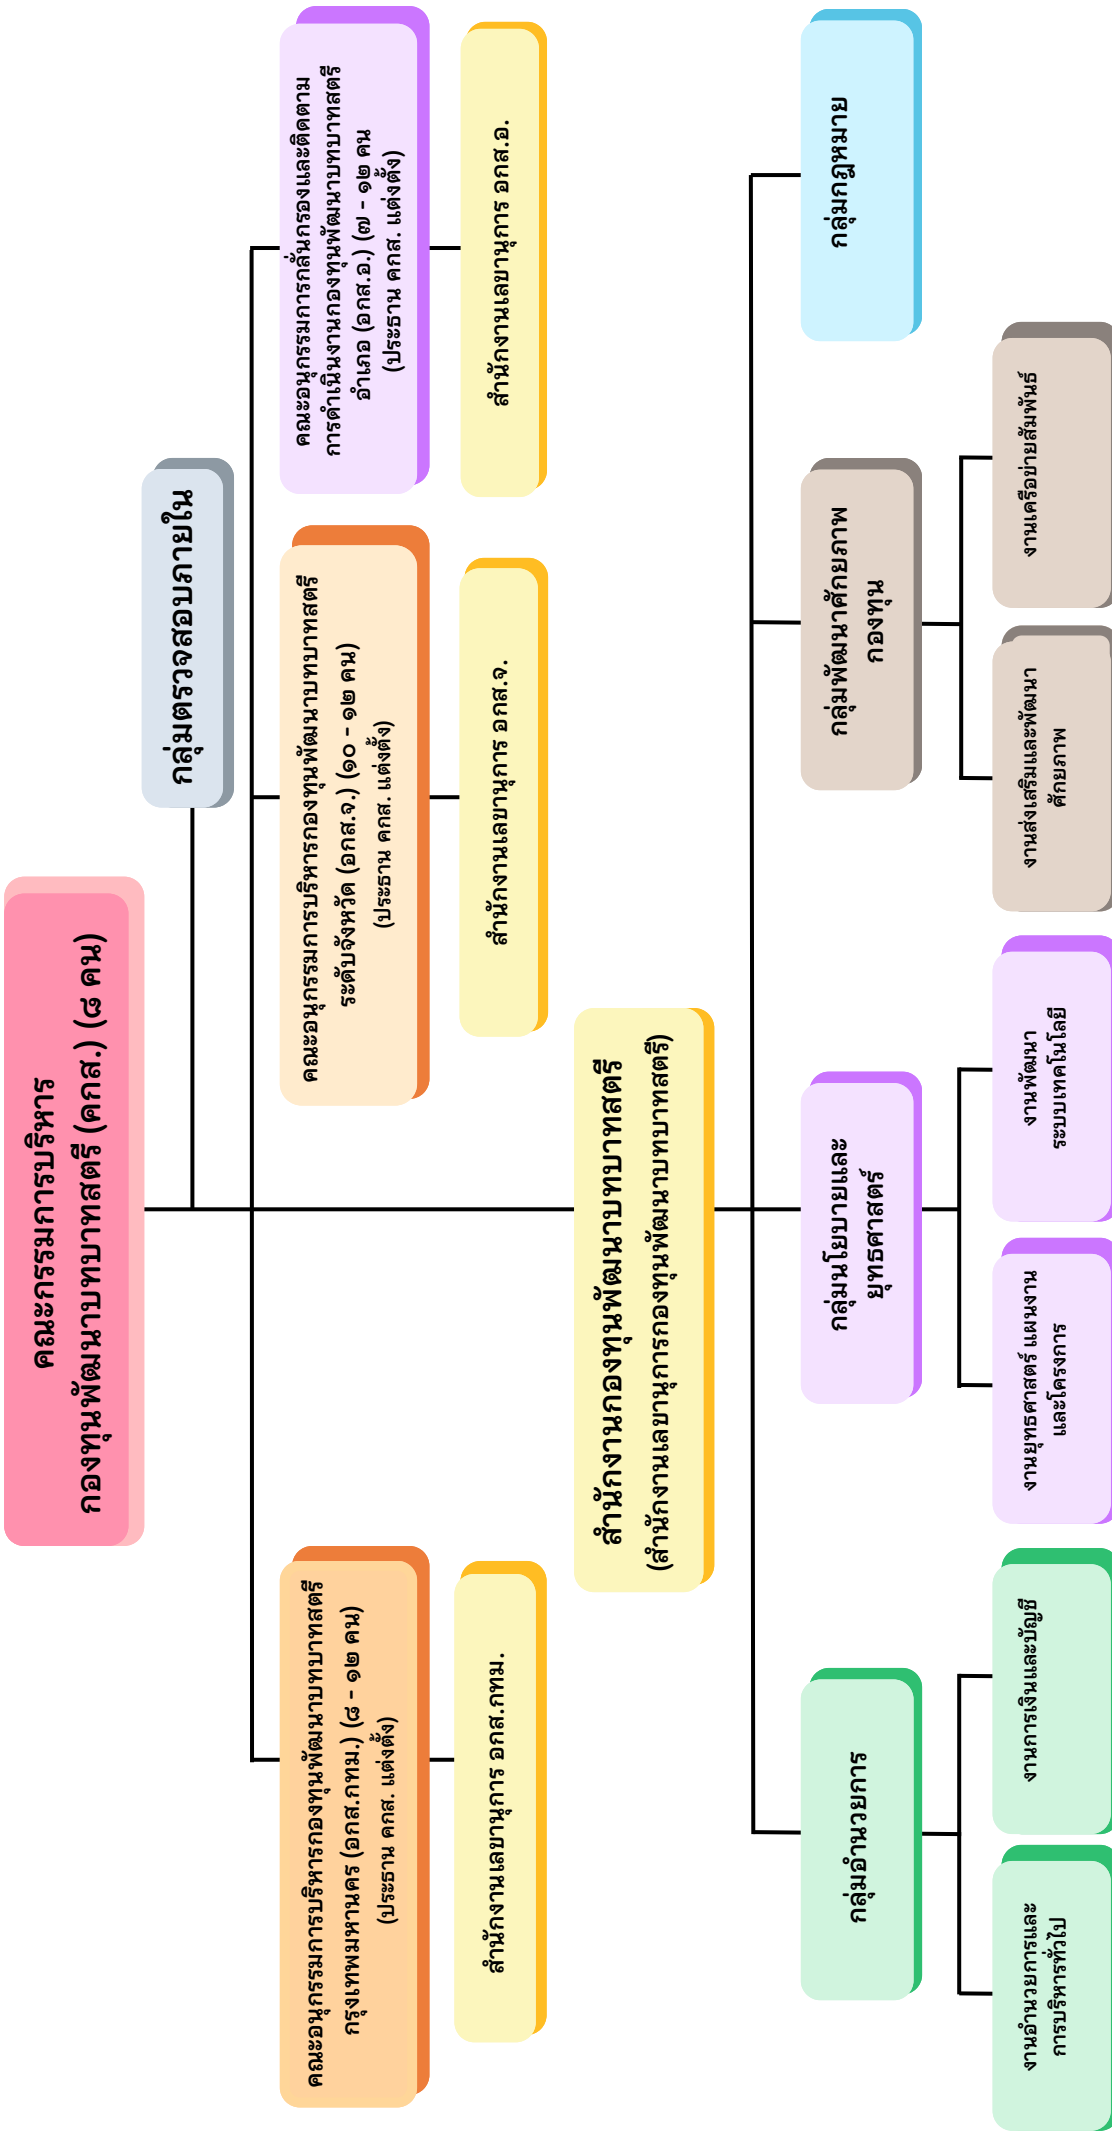 คณะกรรมการบริหาร
กองทุนพัฒนาบทบาทสตรี (คกส.) (๘ คน)
กลุ่มตรวจสอบภายใน
คณะอนุกรรมการบริหารกองทุนพัฒนาบทบาทสตรี
กรุงเทพมหานคร (อกส.กทม.) (๘ - ๑๒ คน)
(ประธาน คกส. แต่งตั้ง)
คณะอนุกรรมการบริหารกองทุนพัฒนาบทบาทสตรี
ระดับจังหวัด (อกส.จ.) (๑๐ - ๑๒ คน)
(ประธาน คกส. แต่งตั้ง)
คณะอนุกรรมการกลั่นกรองและติดตาม
การดำเนินงานกองทุนพัฒนาบทบาทสตรี
อำเภอ (อกส.อ.) (๗ - ๑๒ คน
(ประธาน คกส. แต่งตั้ง)
สำนักงานเลขานุการ อกส.กทม.
สำนักงานเลขานุการ อกส.จ.
สำนักงานเลขานุการ อกส.อ.
สำนักงานกองทุนพัฒนาบทบาทสตรี
(สำนักงานเลขานุการกองทุนพัฒนาบทบาทสตรี)
กลุ่มอำนวยการ
กลุ่มนโยบายและ
ยุทธศาสตร์
กลุ่มพัฒนาศักยภาพ
กองทุน
กลุ่มกฎหมาย
งานอำนวยการและ
การบริหารทั่วไป
งานการเงินและบัญชี
งานยุทธศาสตร์ แผนงาน
และโครงการ
งานพัฒนา
ระบบเทคโนโลยี
งานส่งเสริมและพัฒนา
ศักยภาพ
งานเครือข่ายสัมพันธ์